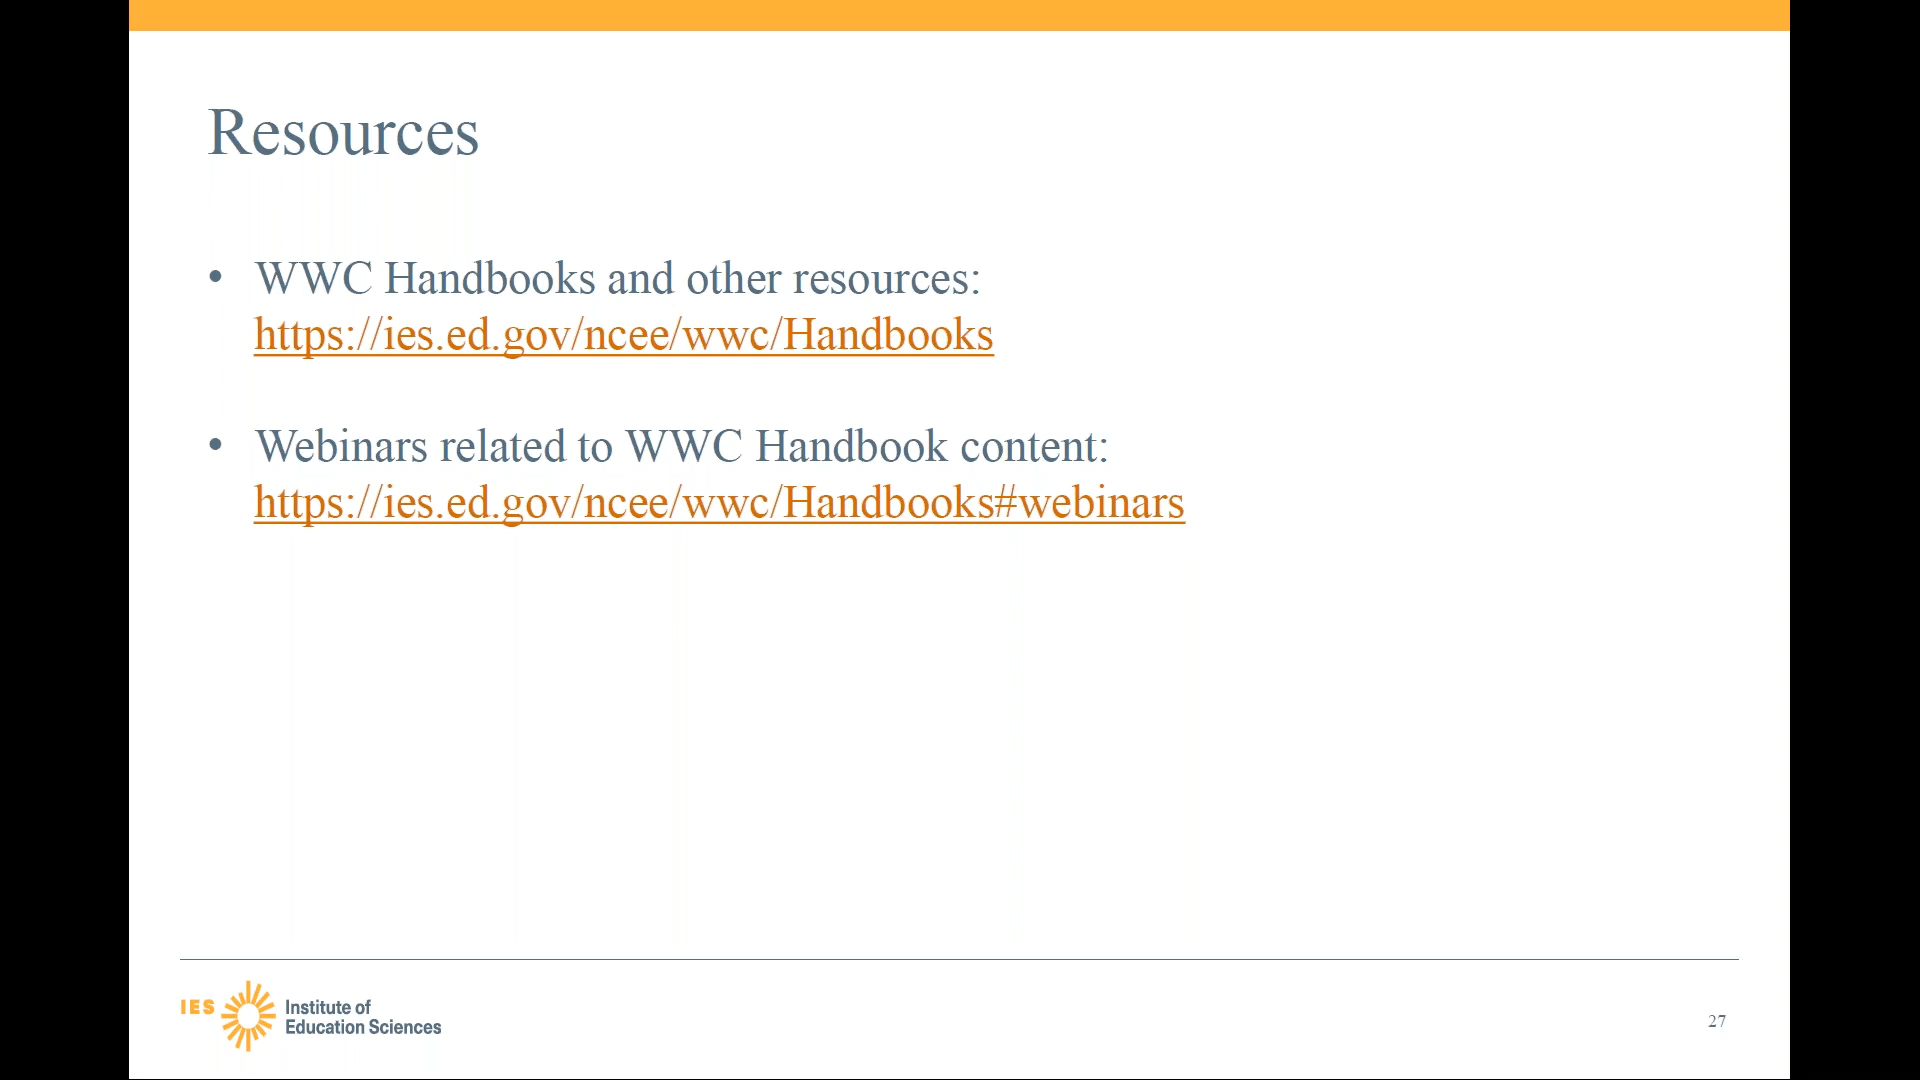 Resources
• WWC Handbooks and other resources:
https://ies.ed.gov/ncee/wwc/Handbooks
• Webinars related to WWC Handbook content:
https://ies.ed.gov/ncee/wwc/Handbooks#webinars
IES
Institute of
Education Sciences
27